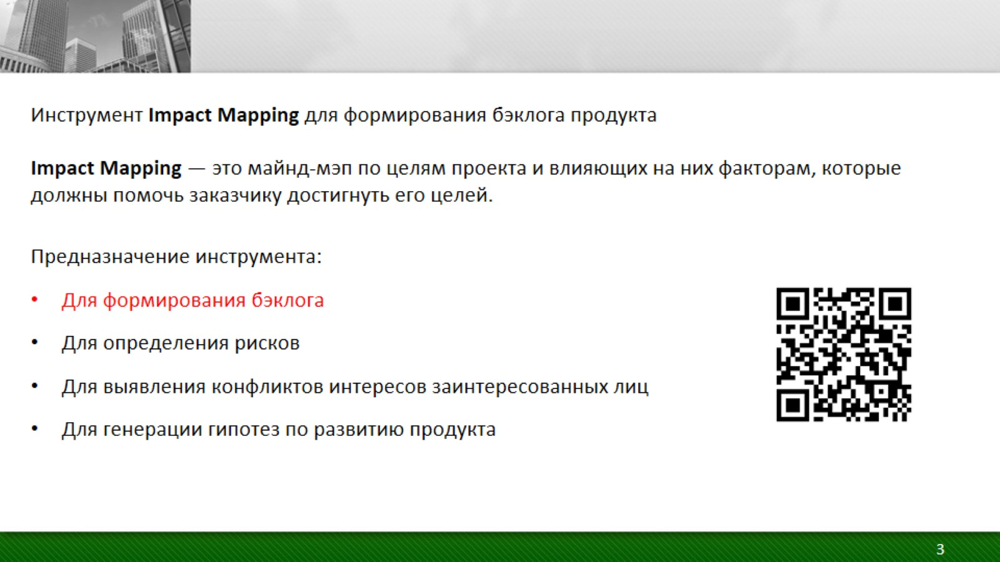 Инструмент Impact Mapping для формирования бэклога продукта
Impact Mapping — это майнд-мэп по целям проекта и влияющих на них факторам, которые
должны помочь заказчику достигнуть его целей.
Предназначение инструмента:
• Для формирования бэклога
• Для определения рисков
• Для выявления конфликтов интересов заинтересованных лиц
• Для генерации гипотез по развитию продукта
3